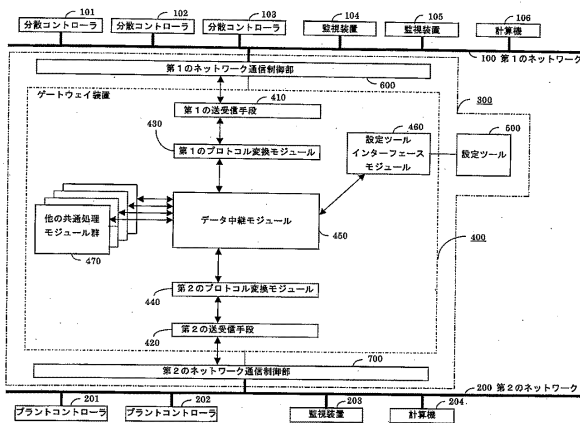 101
102
103
104
105
106
分散コントローラ
分散コントローラ
分散コントローラ
監視装置
監視装置
計算機
100 第1のネットワーク
第1のネットワーク通信制御部
600
300
ゲートウェイ装置
410
第1の送受信手段
430
第1のプロトコル変換モジュール
460
設定ツール
インターフェース
モジュール
500
設定ツール
他の共通処理
モジュール群
470
データ中継モジュール
450
400
第2のプロトコル変換モジュール
440
第2の送受信手段
420
700
第2のネットワーク通信制御部
200 第2のネットワーク
201
202
203
204
プラントコントローラ
プラントコントローラ
監視装置
計算機